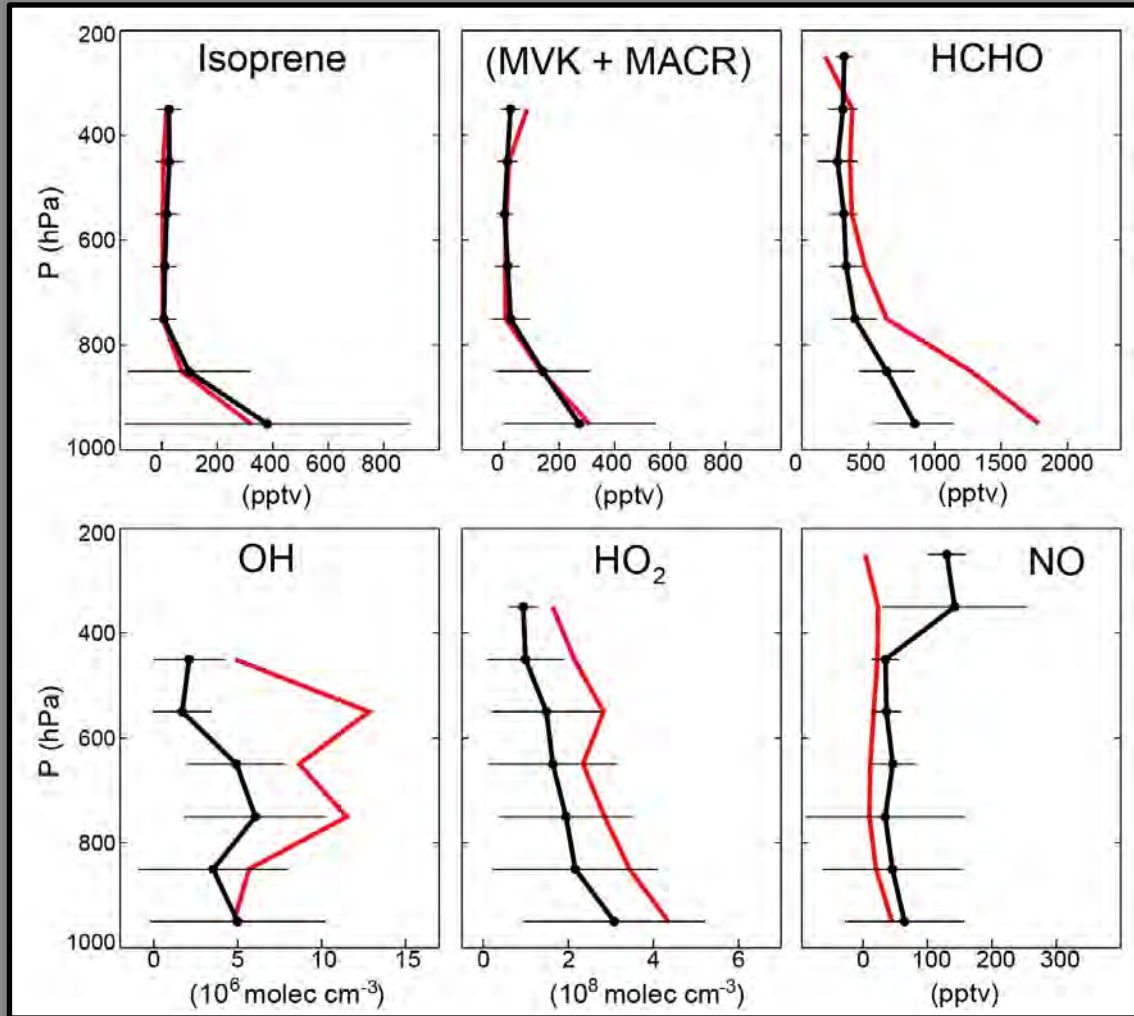 Isoprene
(MVK + MACR)
HCHO
P (hPa)
200
400
600
800
1000
0 200 400 600 800
(pptv)
0 200 400 600 800
(pptv)
0 500 1000 1500 2000
(pptv)
OH
HO₂
NO
P (hPa)
200
400
600
800
1000
0 5 10 15
(10⁶ molec cm⁻³)
0 2 4 6
(10⁸ molec cm⁻³)
0 100 200 300
(pptv)